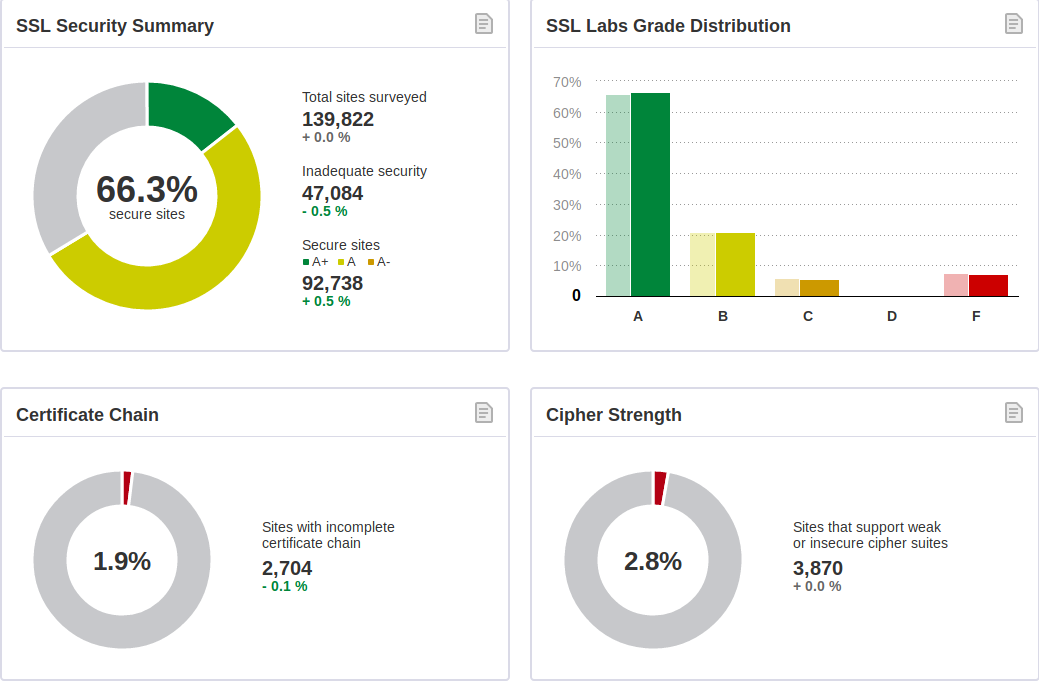 SSL Security Summary
66.3%
secure sites
Total sites surveyed
139,822
+ 0.0 %
Inadequate security
47,084
- 0.5 %
Secure sites
A+ A A-
92,738
+ 0.5 %
SSL Labs Grade Distribution
70%
60%
50%
40%
30%
20%
10%
0
A B C D F
Certificate Chain
1.9%
Sites with incomplete
certificate chain
2,704
- 0.1 %
Cipher Strength
2.8%
Sites that support weak
or insecure cipher suites
3,870
+ 0.0 %